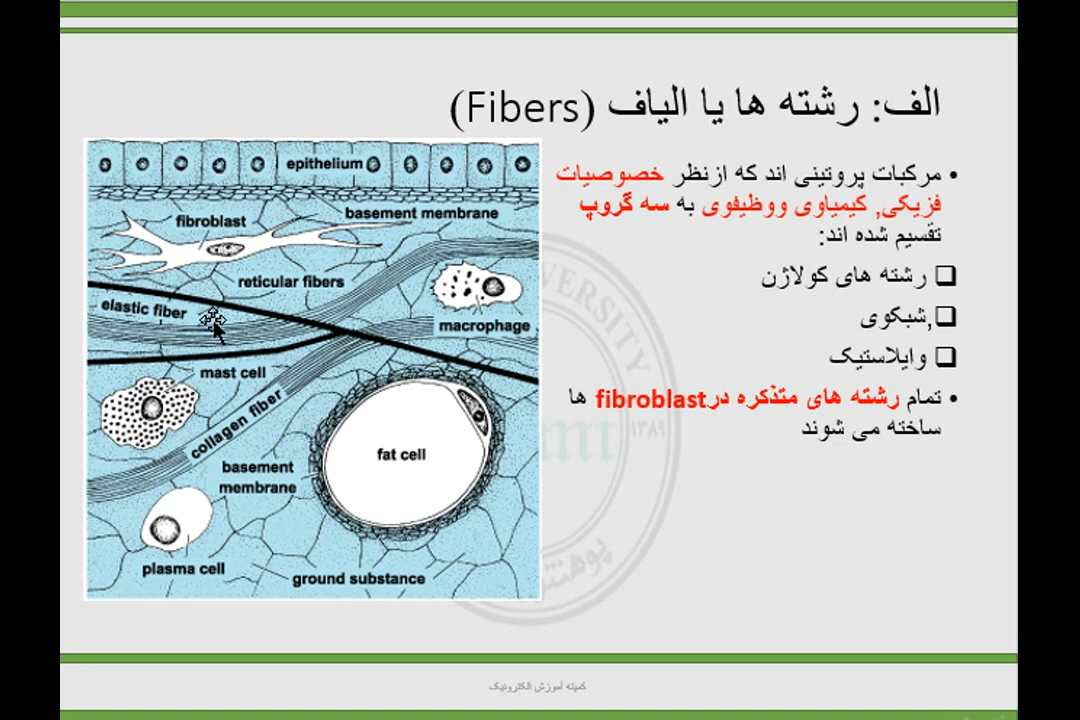 الف: رشته ها یا الیاف (Fibers)
• مرکبات پروتینی اند که ازنظر خصوصیات
فزیکی, کیمیاوی ووظیفوی به سه گروپ
تقسیم شده اند:
❑ رشته های کولاژن
❑ ,شبکوی
❑ وایلاستیک
• تمام رشته های متذکره درfibroblast ها
ساخته می شوند
epithelium
fibroblast
basement membrane
reticular fibers
elastic fiber
macrophage
mast cell
collagen fiber
fat cell
basement
membrane
plasma cell
ground substance
VERSITY
۱۳۸۹
کمیته آموزش الکترونیک